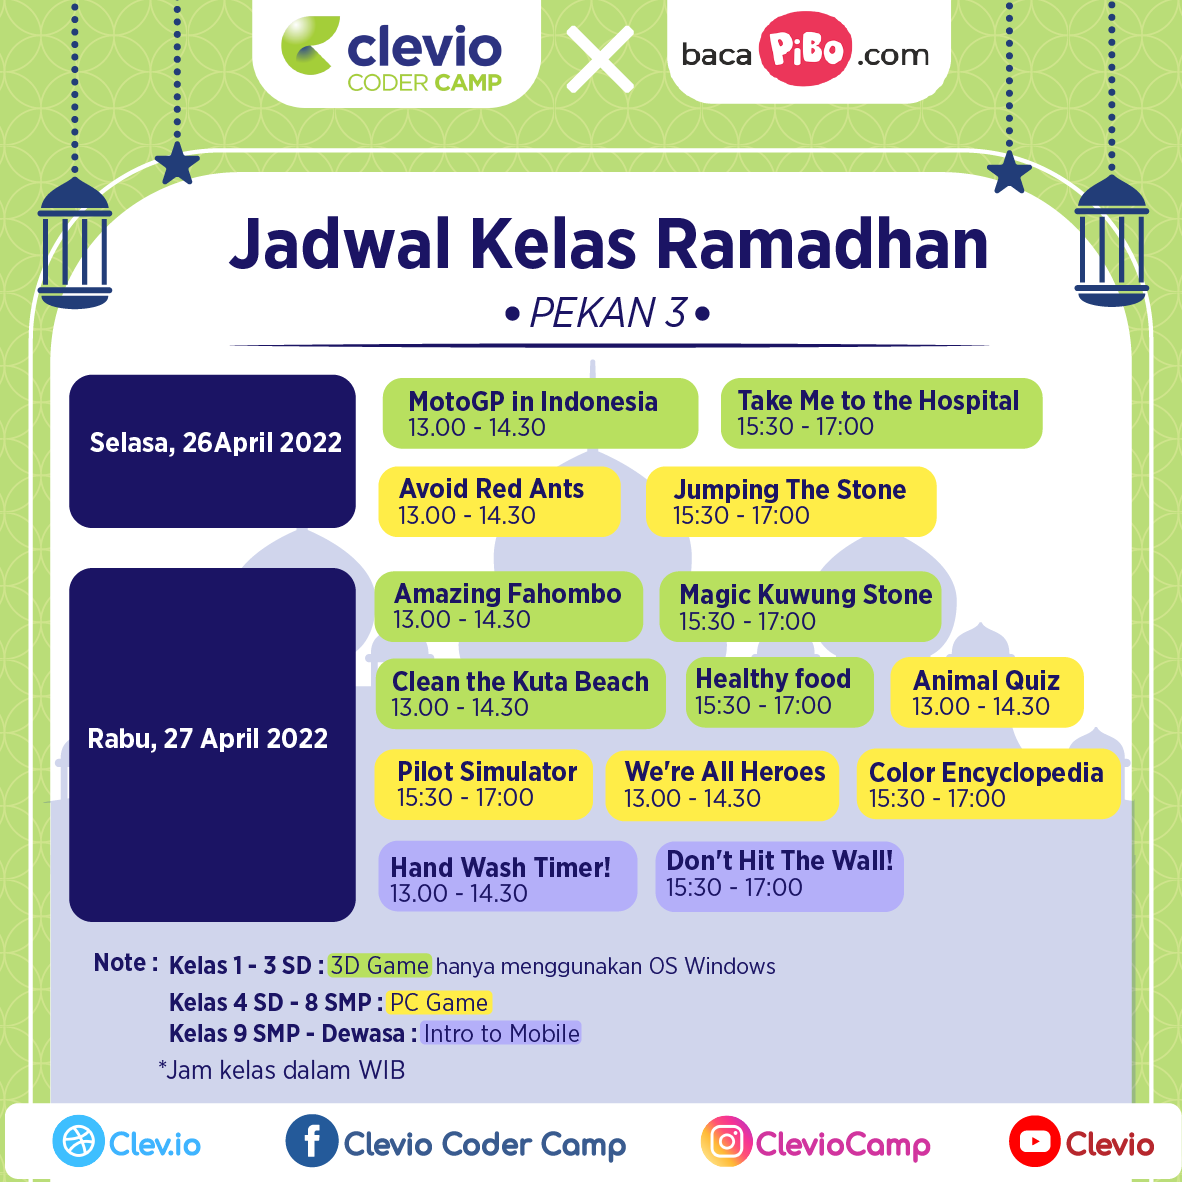 clevio
CODER CAMP
baca PiBo .com
Jadwal Kelas Ramadhan
• PEKAN 3 •
Selasa, 26April 2022
MotoGP in Indonesia
13.00 - 14.30
Take Me to the Hospital
15:30 - 17:00
Avoid Red Ants
13.00 - 14.30
Jumping The Stone
15:30 - 17:00
Rabu, 27 April 2022
Amazing Fahombo
13.00 - 14.30
Magic Kuwung Stone
15:30 - 17:00
Clean the Kuta Beach
13.00 - 14.30
Healthy food
15:30 - 17:00
Animal Quiz
13.00 - 14.30
Pilot Simulator
15:30 - 17:00
We're All Heroes
13.00 - 14.30
Color Encyclopedia
15:30 - 17:00
Hand Wash Timer!
13.00 - 14.30
Don't Hit The Wall!
15:30 - 17:00
Note : Kelas 1 - 3 SD : 3D Game hanya menggunakan OS Windows
Kelas 4 SD - 8 SMP : PC Game
Kelas 9 SMP - Dewasa : Intro to Mobile
*Jam kelas dalam WIB
Clev.io
Clevio Coder Camp
ClevioCamp
Clevio